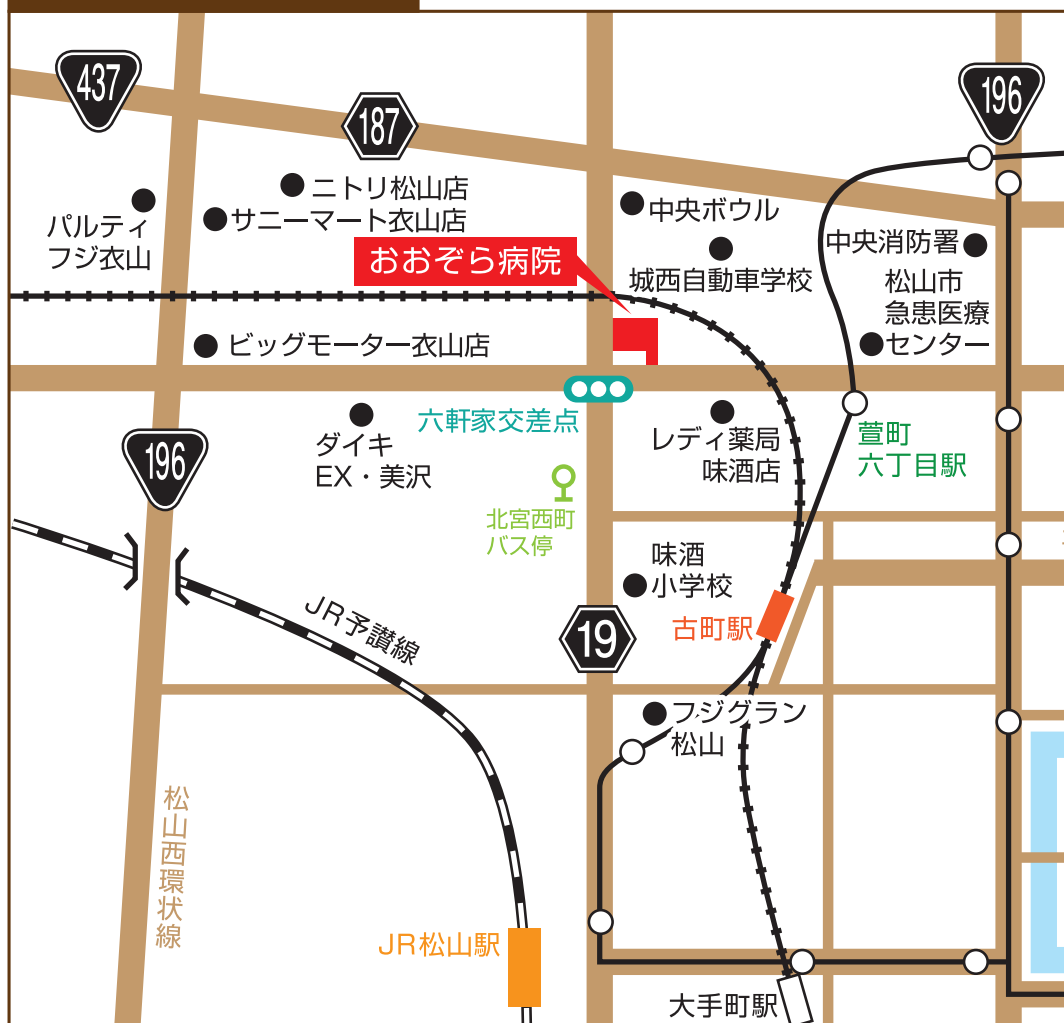 437
187
196
ニトリ松山店
サニーマート衣山店
パルティ
フジ衣山
中央ボウル
城西自動車学校
中央消防署
おおぞら病院
松山市
急患医療
センター
ビッグモーター衣山店
六軒家交差点
ダイキ
EX・美沢
レディ薬局
味酒店
萱町
六丁目駅
196
北宮西町
バス停
味酒
小学校
古町駅
JR予讃線
19
フジグラン
松山
松山西環状線
JR松山駅
大手町駅